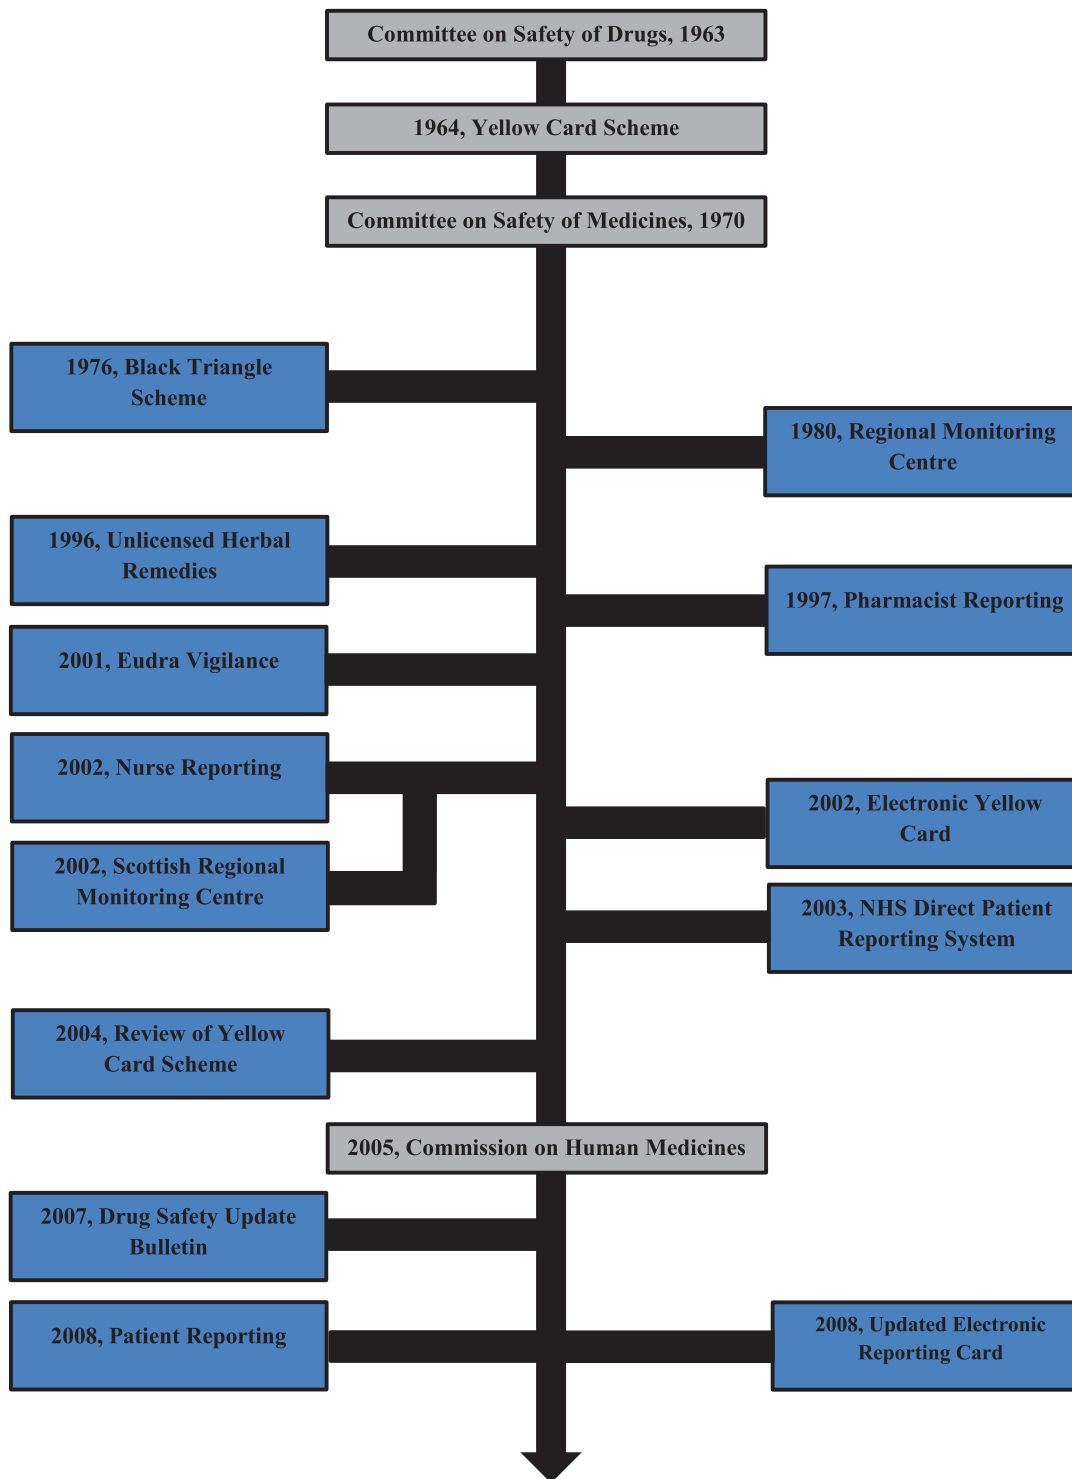 Committee on Safety of Drugs, 1963
1964, Yellow Card Scheme
Committee on Safety of Medicines, 1970
1976, Black Triangle
Scheme
1980, Regional Monitoring
Centre
1996, Unlicensed Herbal
Remedies
1997, Pharmacist Reporting
2001, Eudra Vigilance
2002, Nurse Reporting
2002, Electronic Yellow
Card
2002, Scottish Regional
Monitoring Centre
2003, NHS Direct Patient
Reporting System
2004, Review of Yellow
Card Scheme
2005, Commission on Human Medicines
2007, Drug Safety Update
Bulletin
2008, Patient Reporting
2008, Updated Electronic
Reporting Card